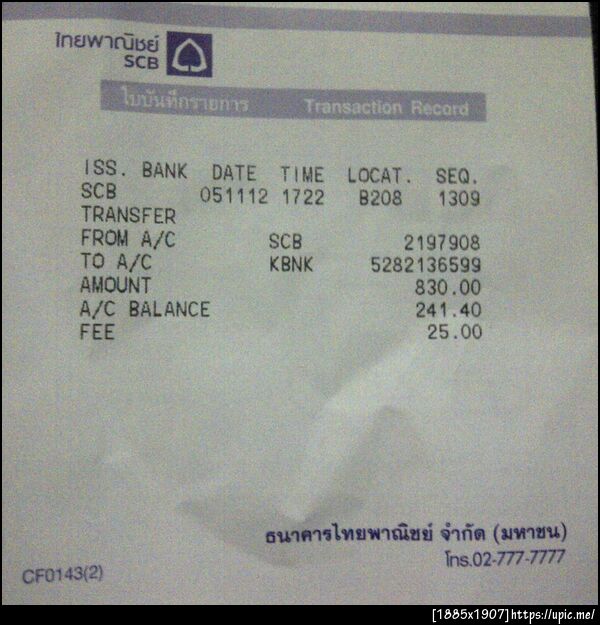 ไทยพาณิชย์
SCB
ใบบันทึกรายการ Transaction Record
ISS. BANK DATE TIME LOCAT. SEQ.
SCB 051112 1722 B208 1309
TRANSFER
FROM A/C SCB 2197908
TO A/C KBNK 5282136599
AMOUNT 830.00
A/C BALANCE 241.40
FEE 25.00
ธนาคารไทยพาณิชย์ จำกัด (มหาชน)
โทร.02-777-7777
CF0143(2)
[1885x1907]https://upic.me/